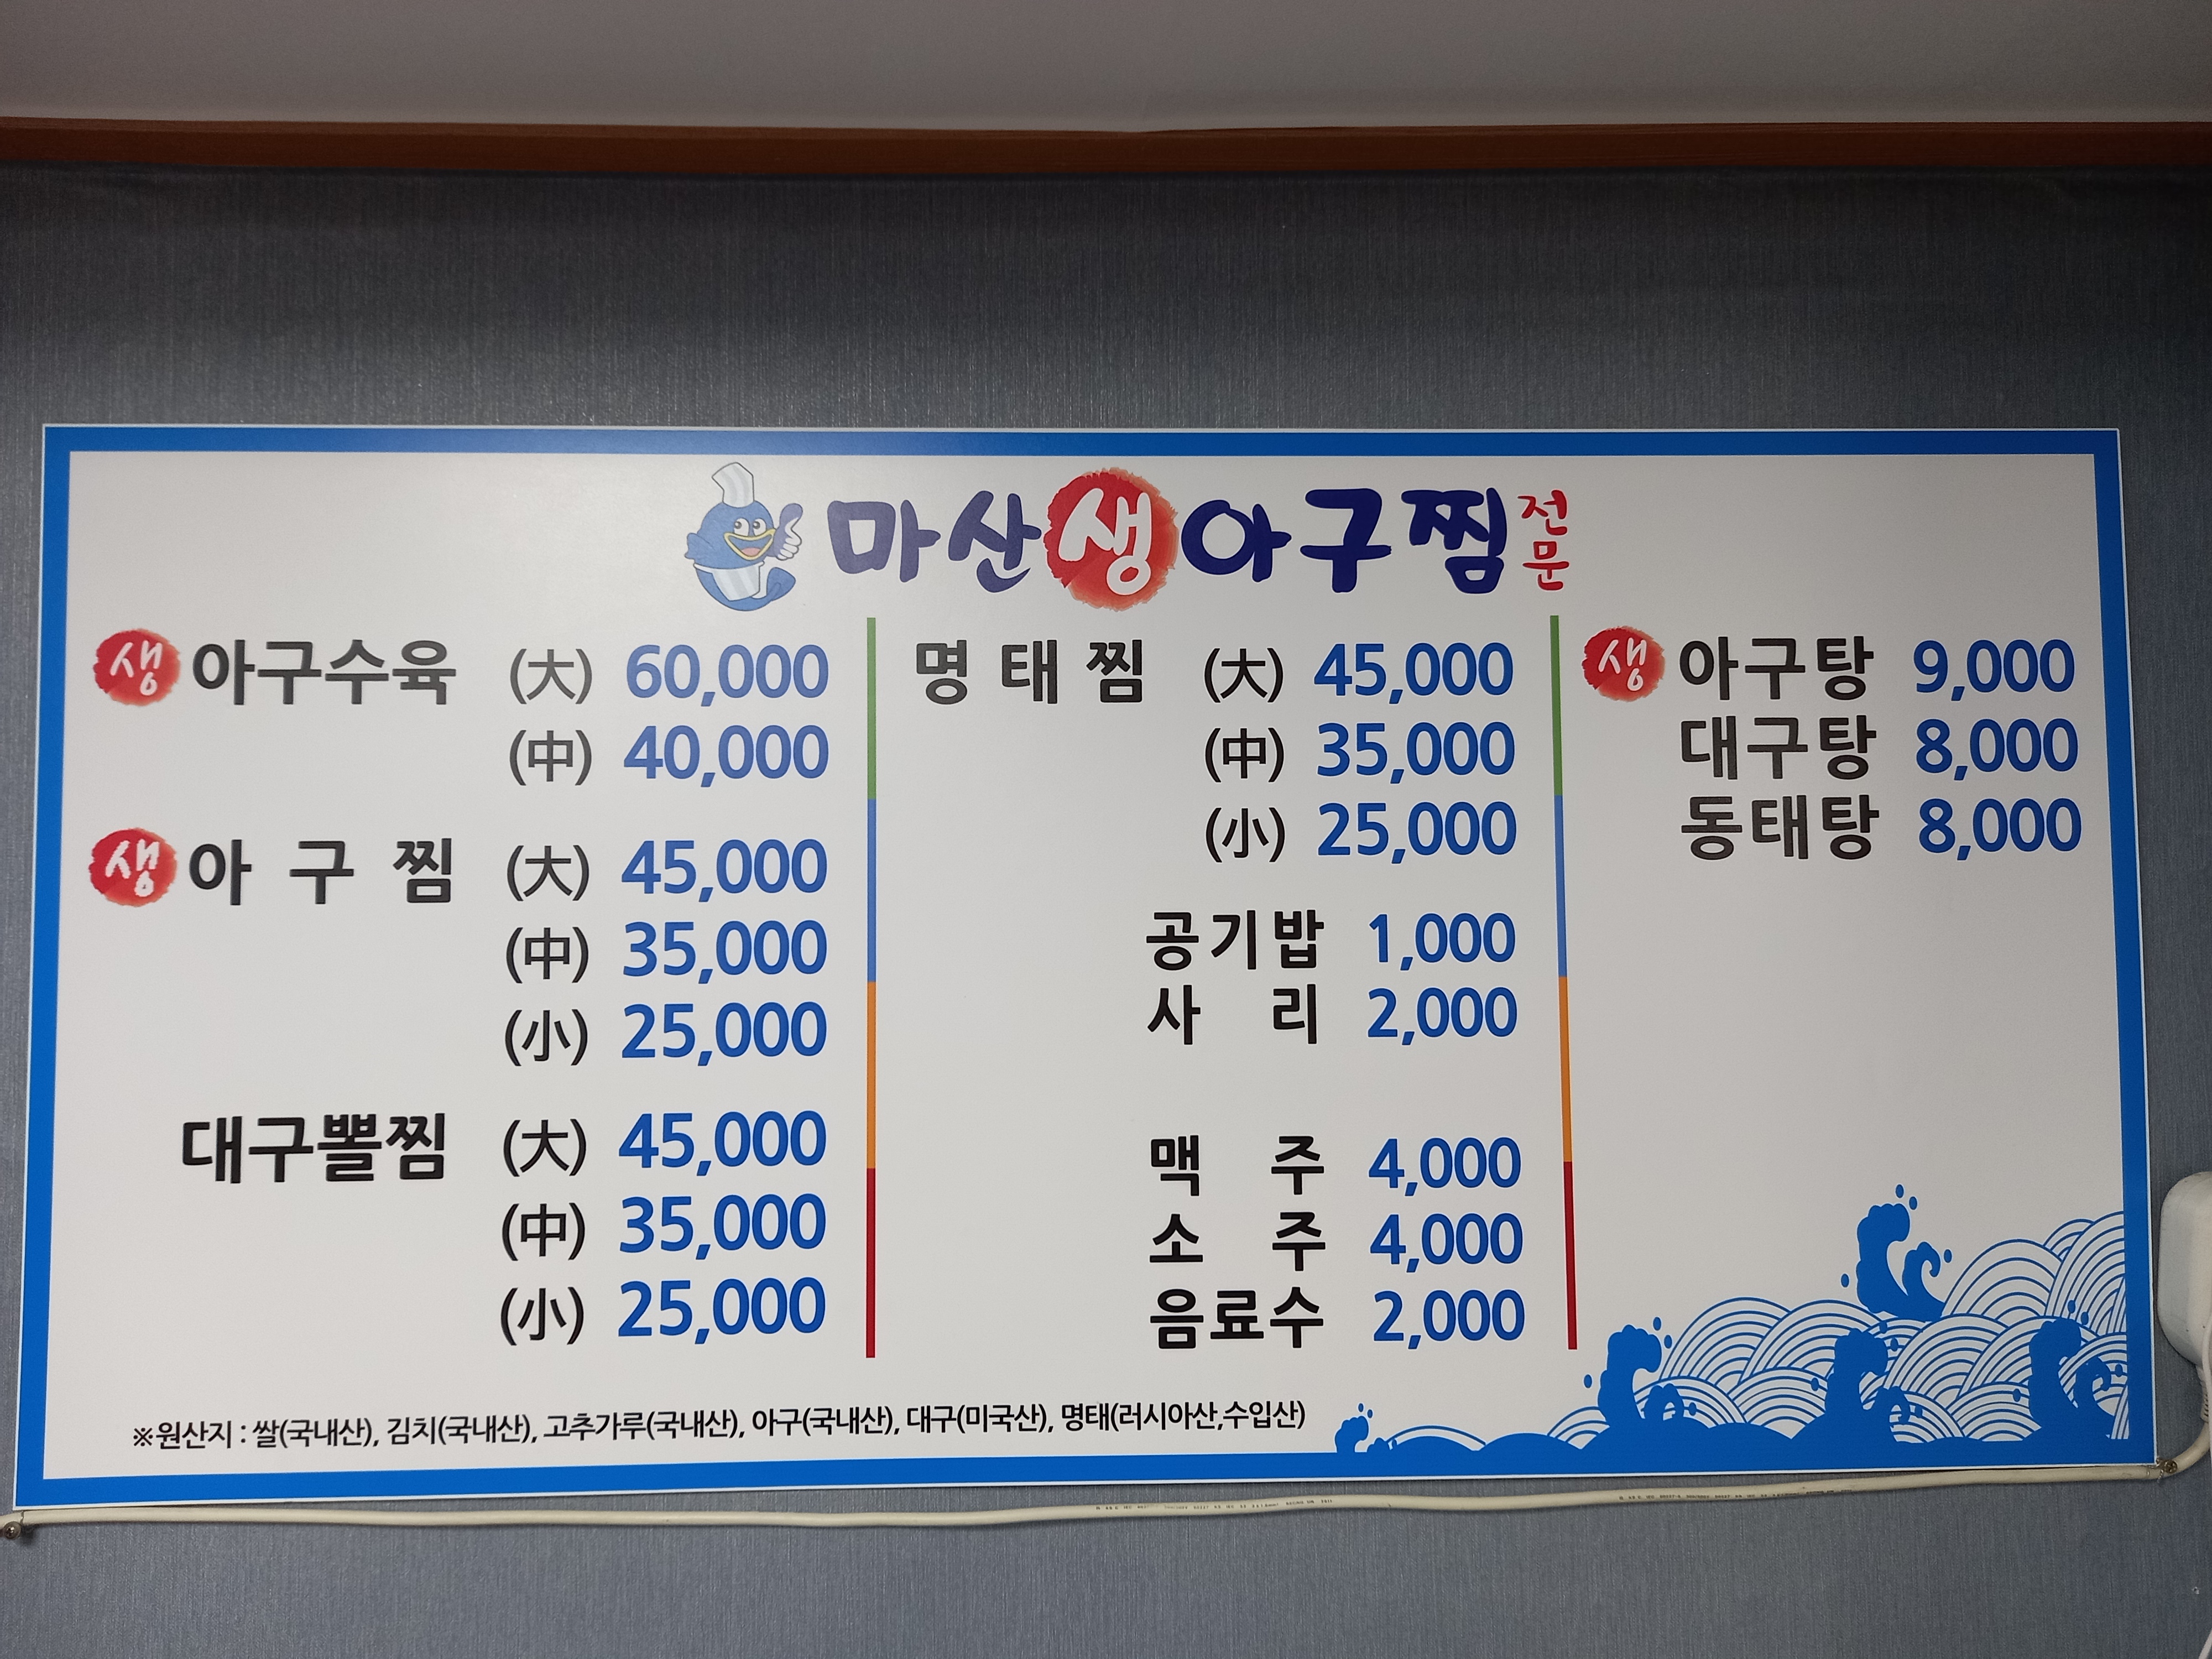 마산생아구찜 전문
생 아구수육 (大) 60,000
(中) 40,000
생 아구찜 (大) 45,000
(中) 35,000
(小) 25,000
대구뽈찜 (大) 45,000
(中) 35,000
(小) 25,000
명태찜 (大) 45,000
(中) 35,000
(小) 25,000
공기밥 1,000
사리 2,000
맥주 4,000
소주 4,000
음료수 2,000
생 아구탕 9,000
대구탕 8,000
동태탕 8,000
※원산지 : 쌀(국내산), 김치(국내산), 고추가루(국내산), 아구(국내산), 대구(미국산), 명태(러시아산,수입산)